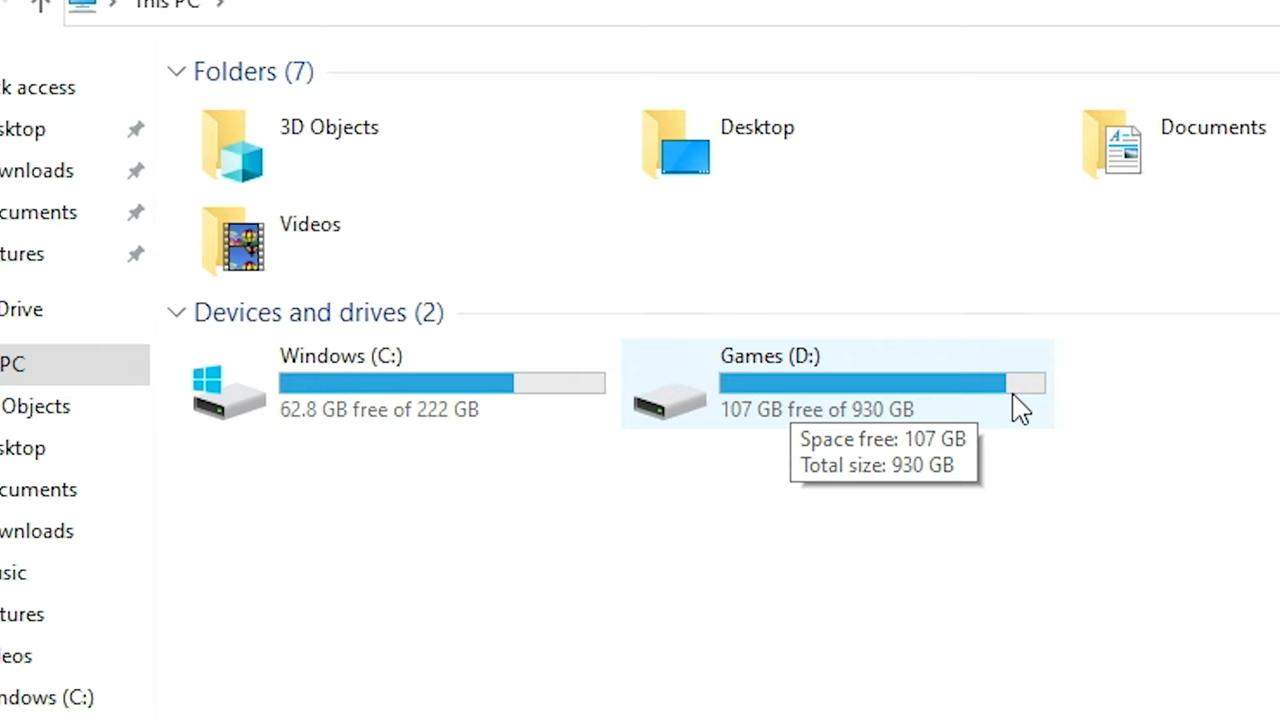 This PC
Folders (7)
k access
3D Objects
Desktop
Documents
sktop
wnloads
cuments
Videos
tures
Drive
Devices and drives (2)
PC
Windows (C:)
62.8 GB free of 222 GB
Games (D:)
107 GB free of 930 GB
Space free: 107 GB
Total size: 930 GB
Objects
sktop
cuments
wnloads
sic
tures
eos
ndows (C:)